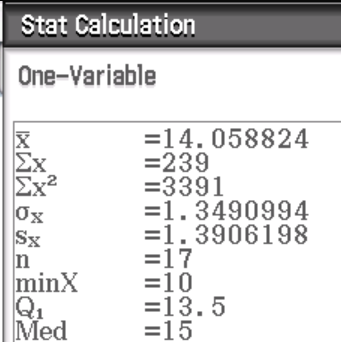 Stat Calculation
One-Variable
x̄ =14.058824
Σx =239
Σx² =3391
σₓ =1.3490994
sₓ =1.3906198
n =17
minX =10
Q₁ =13.5
Med =15